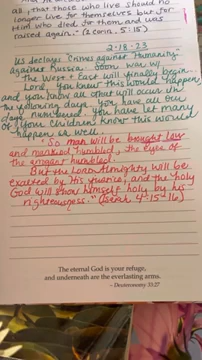 all, that those who live should no
longer live for themselves but for
Him who died for them and was
raised again." (2 Corin. 5:15)
2-18-23
US declares "Crimes against Humanity"
against Russia. Soon war w/
the West + East will finally begin.
Lord, you knew this would happen
and you know all other will occur in
the following days. You have all our
days numbered. You have let many
of Your Children know this would
happen as well.
"So man will be brought low
and mankind humbled, the eyes of
the arrogant humbled.
But the Lord Almighty will be
exalted by His justice, and the holy
God will show himself holy by his
righteousness." (Isaiah 4:15-16)
The eternal God is your refuge,
and underneath are the everlasting arms.
– Deuteronomy 33:27